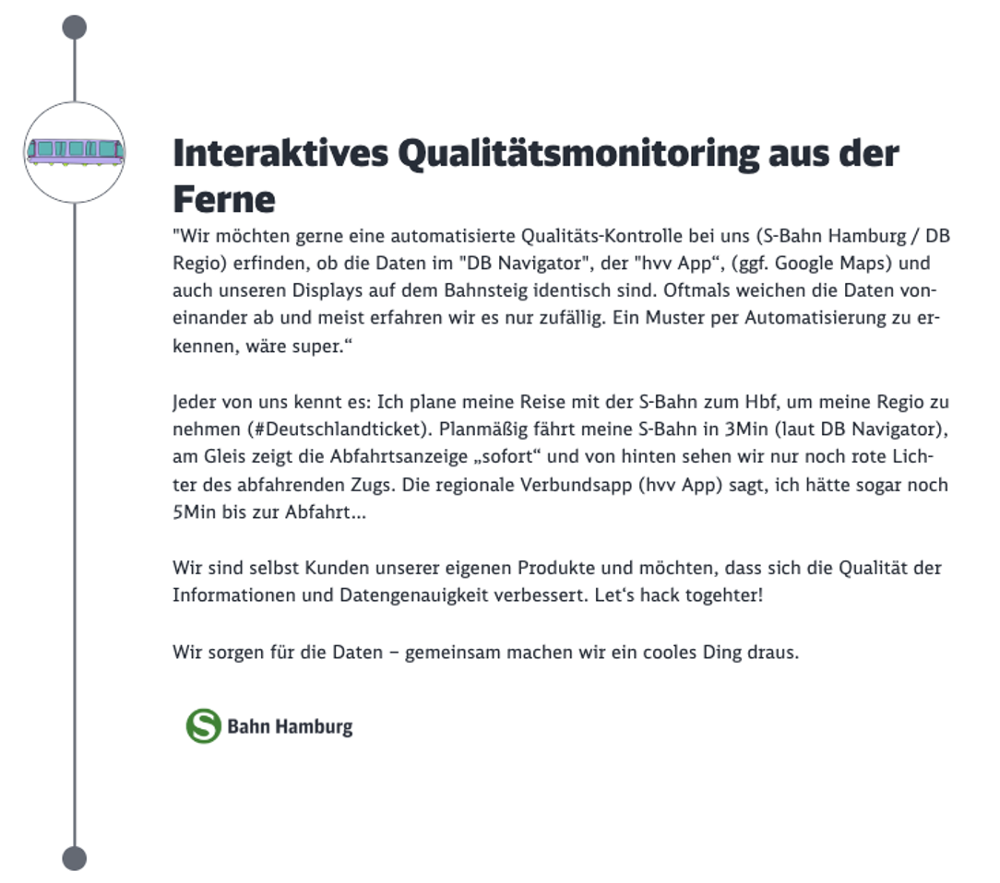 Interaktives Qualitätsmonitoring aus der
Ferne
"Wir möchten gerne eine automatisierte Qualitäts-Kontrolle bei uns (S-Bahn Hamburg / DB
Regio) erfinden, ob die Daten im "DB Navigator", der "hvv App“, (ggf. Google Maps) und
auch unseren Displays auf dem Bahnsteig identisch sind. Oftmals weichen die Daten von-
einander ab und meist erfahren wir es nur zufällig. Ein Muster per Automatisierung zu er-
kennen, wäre super.“
Jeder von uns kennt es: Ich plane meine Reise mit der S-Bahn zum Hbf, um meine Regio zu
nehmen (#Deutschlandticket). Planmäßig fährt meine S-Bahn in 3Min (laut DB Navigator),
am Gleis zeigt die Abfahrtsanzeige „sofort“ und von hinten sehen wir nur noch rote Lich-
ter des abfahrenden Zugs. Die regionale Verbundsapp (hvv App) sagt, ich hätte sogar noch
5Min bis zur Abfahrt...
Wir sind selbst Kunden unserer eigenen Produkte und möchten, dass sich die Qualität der
Informationen und Datengenauigkeit verbessert. Let‘s hack togehter!
Wir sorgen für die Daten – gemeinsam machen wir ein cooles Ding draus.
S Bahn Hamburg